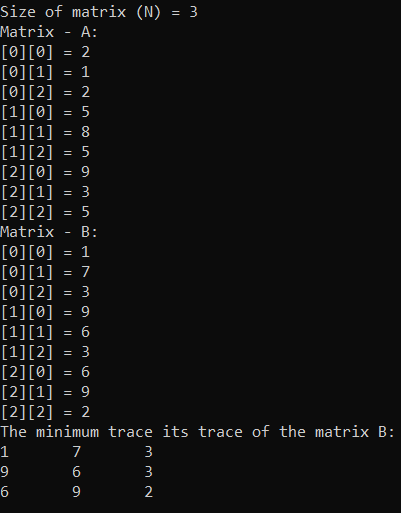 Size of matrix (N) = 3
Matrix - A:
[0][0] = 2
[0][1] = 1
[0][2] = 2
[1][0] = 5
[1][1] = 8
[1][2] = 5
[2][0] = 9
[2][1] = 3
[2][2] = 5
Matrix - B:
[0][0] = 1
[0][1] = 7
[0][2] = 3
[1][0] = 9
[1][1] = 6
[1][2] = 3
[2][0] = 6
[2][1] = 9
[2][2] = 2
The minimum trace its trace of the matrix B:
1 7 3
9 6 3
6 9 2